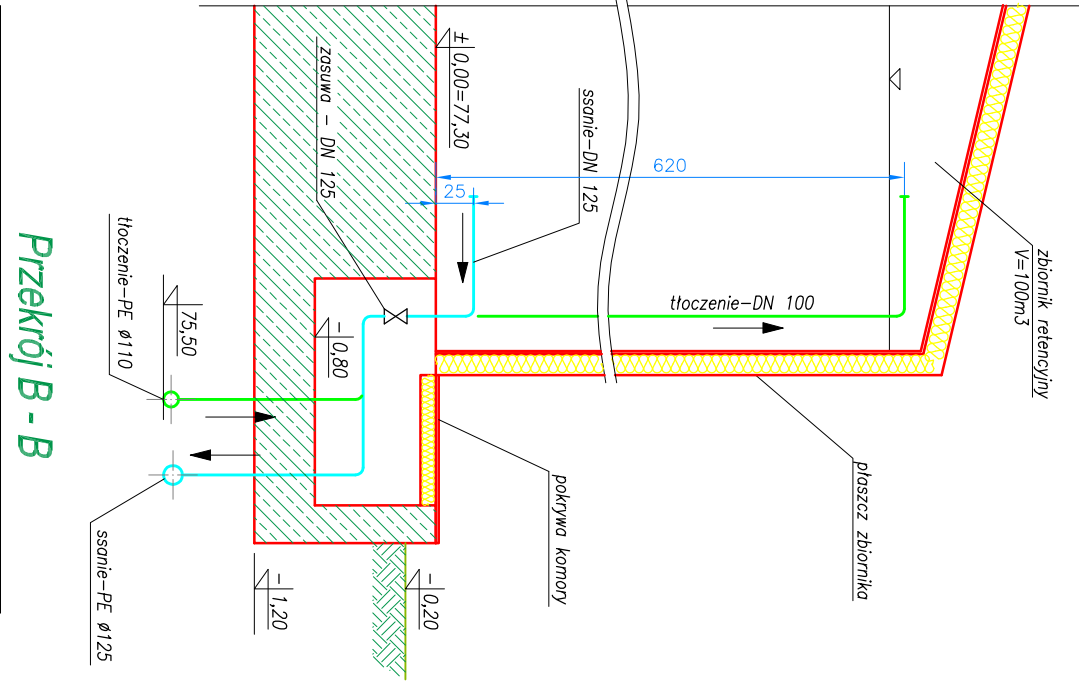 zbiornik retencyjny
V=100m3
płaszcz zbiornika
tłoczenie-DN 100
620
ssanie-DN 125
pokrywa komory
25
± 0,00=77,30
zasuwa - DN 125
-0,20
-0,80
-1,20
75,50
tłoczenie-PE ø110
ssanie-PE ø125
Przekrój B - B